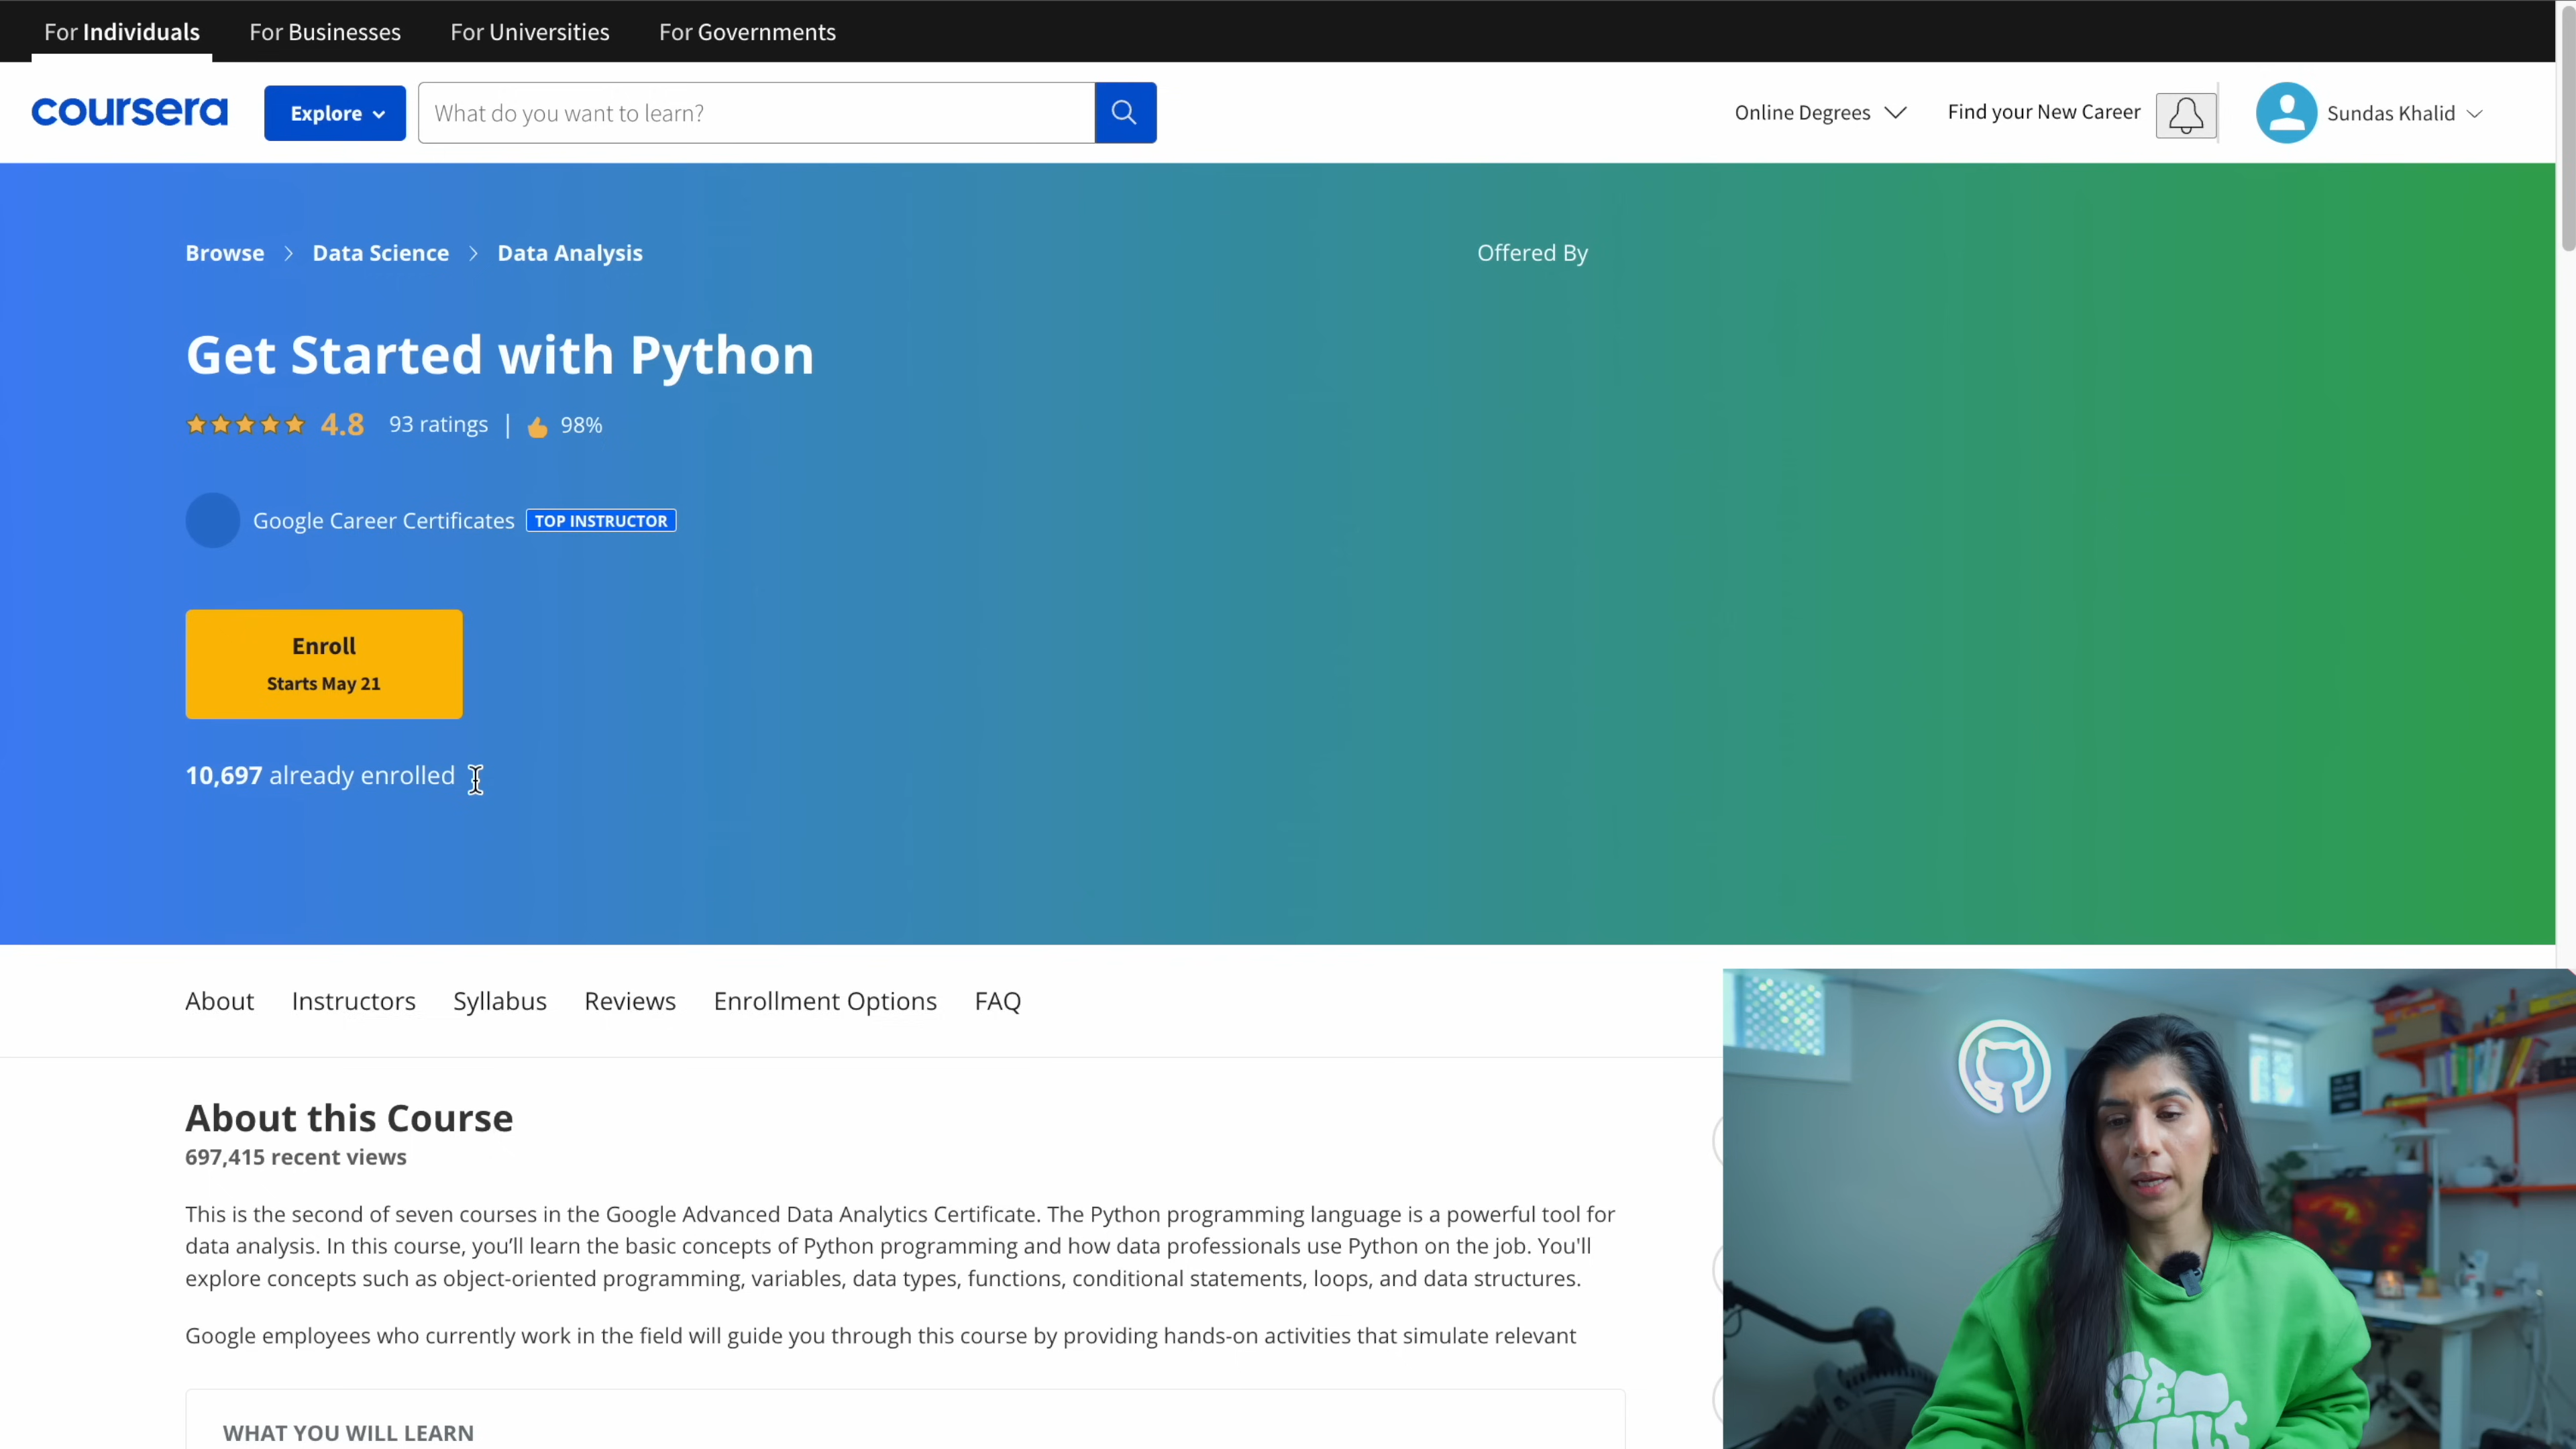 For Individuals For Businesses For Universities For Governments
coursera Explore What do you want to learn? Online Degrees Find your New Career Sundas Khalid
Browse > Data Science > Data Analysis
Offered By
Get Started with Python
4.8 93 ratings | 98%
Google Career Certificates TOP INSTRUCTOR
Enroll
Starts May 21
10,697 already enrolled
About Instructors Syllabus Reviews Enrollment Options FAQ
About this Course
697,415 recent views
This is the second of seven courses in the Google Advanced Data Analytics Certificate. The Python programming language is a powerful tool for
data analysis. In this course, you’ll learn the basic concepts of Python programming and how data professionals use Python on the job. You'll
explore concepts such as object-oriented programming, variables, data types, functions, conditional statements, loops, and data structures.
Google employees who currently work in the field will guide you through this course by providing hands-on activities that simulate relevant
WHAT YOU WILL LEARN